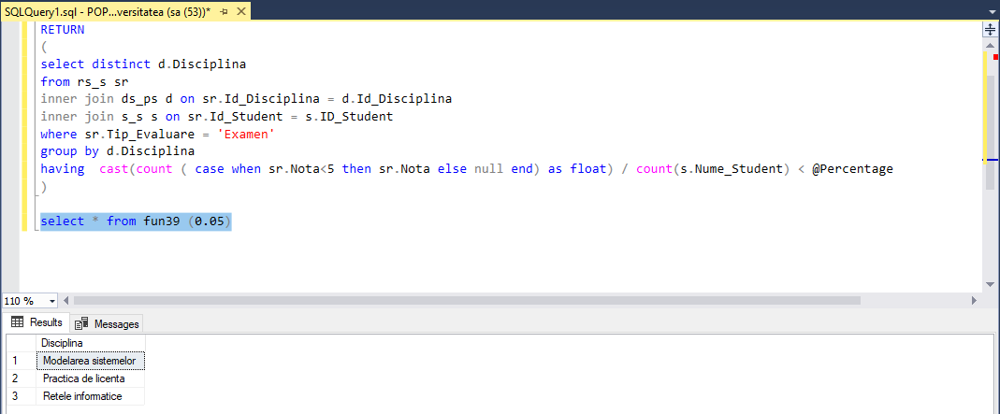 SQLQuery1.sql - POP...versitatea (sa (53))*
RETURN
(
select distinct d.Disciplina
from rs_s sr
inner join ds_ps d on sr.Id_Disciplina = d.Id_Disciplina
inner join s_s s on sr.Id_Student = s.ID_Student
where sr.Tip_Evaluare = 'Examen'
group by d.Disciplina
having  cast(count ( case when sr.Nota<5 then sr.Nota else null end) as float) / count(s.Nume_Student) < @Percentage
)
select * from fun39 (0.05)
110 %
Results Messages
Disciplina
1 Modelarea sistemelor
2 Practica de licenta
3 Retele informatice